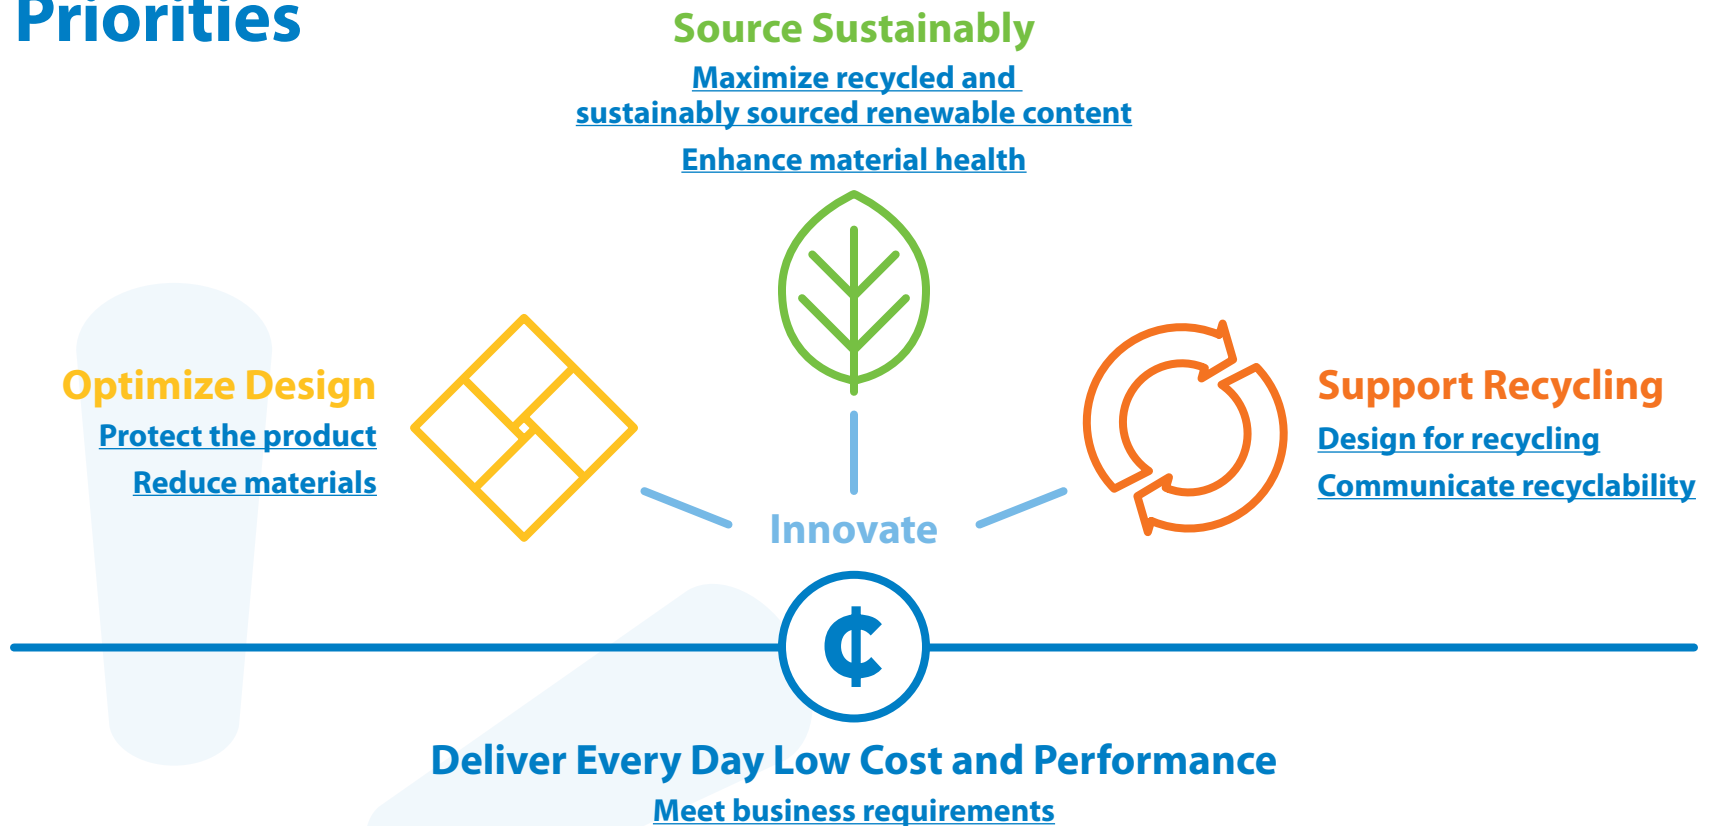 Priorities
Source Sustainably
Maximize recycled and
sustainably sourced renewable content
Enhance material health
Optimize Design
Protect the product
Reduce materials
Support Recycling
Design for recycling
Communicate recyclability
Innovate
¢
Deliver Every Day Low Cost and Performance
Meet business requirements